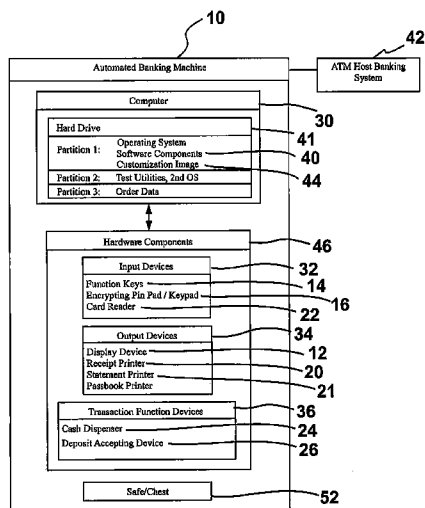 10
42
Automated Banking Machine
ATM Host Banking
System
Computer
30
Hard Drive
41
Partition 1: Operating System
Software Components
40
Customization Image
44
Partition 2: Test Utilities, 2nd OS
Partition 3: Order Data
Hardware Components
46
Input Devices
32
Function Keys
14
Encrypting Pin Pad / Keypad
16
Card Reader
22
Output Devices
34
Display Device
12
Receipt Printer
20
Statement Printer
21
Passbook Printer
Transaction Function Devices
36
Cash Dispenser
24
Deposit Accepting Device
26
Safe/Chest
52